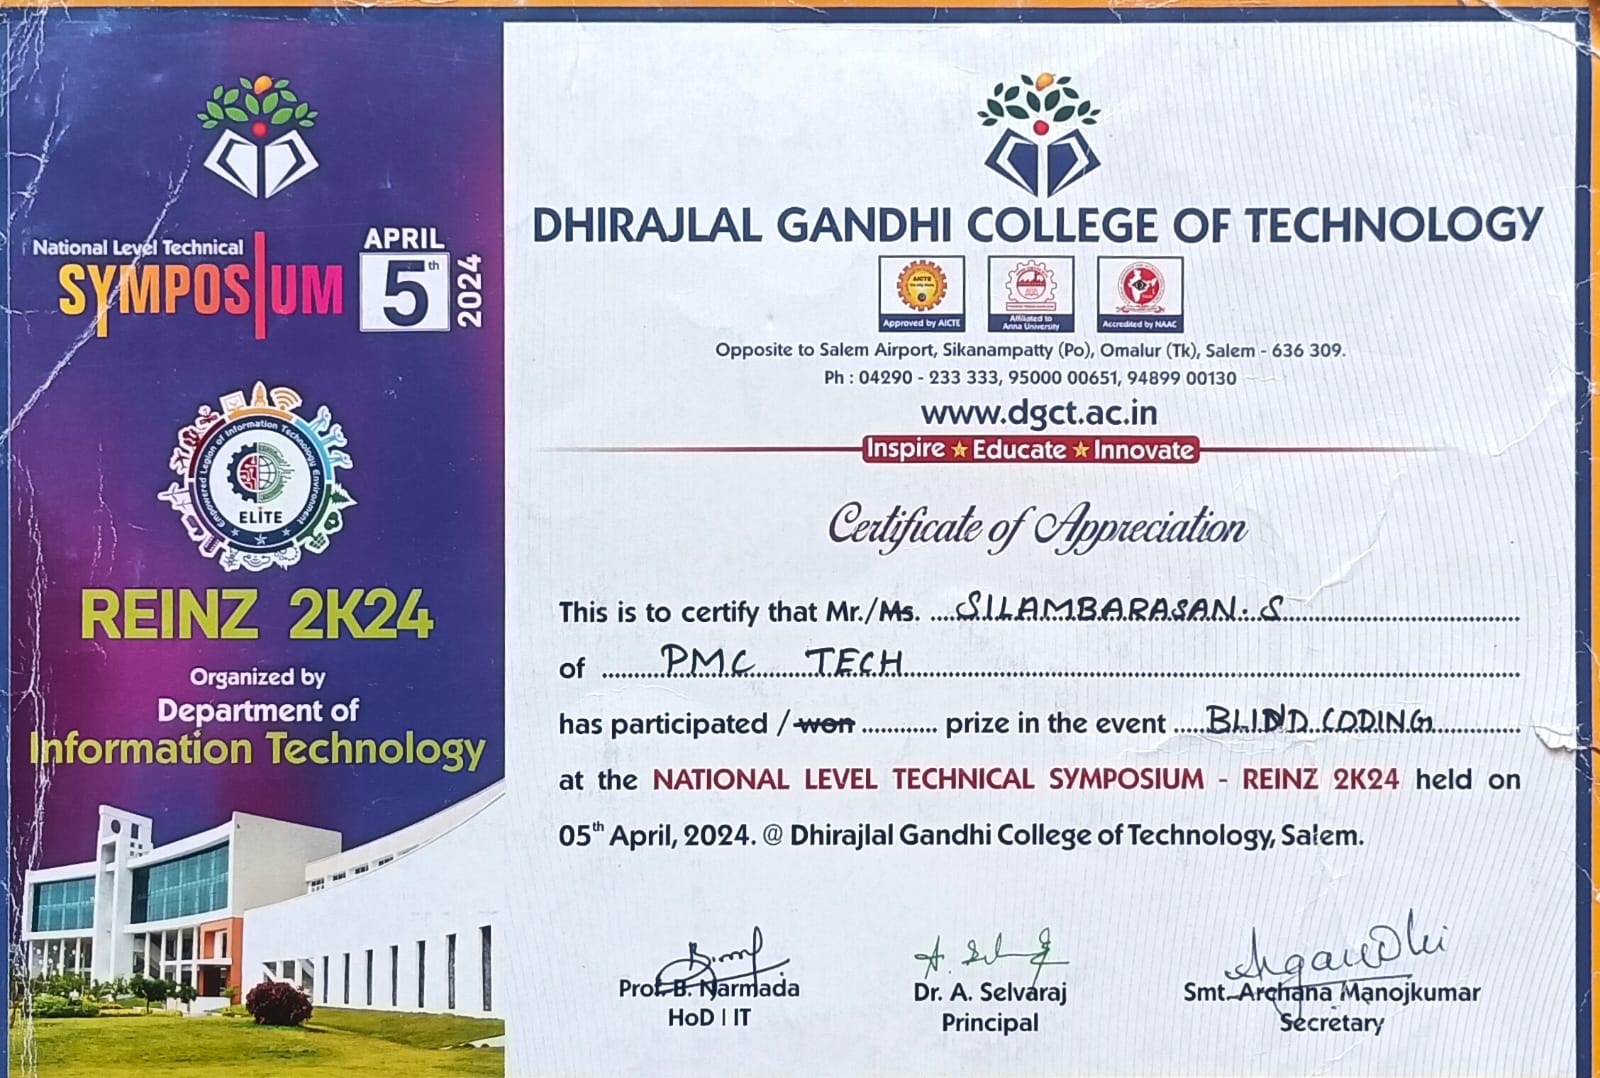 National Level Technical
SYMPOSIUM
APRIL
5th
2024
Empowered Legion of Information Technology Environment
ELITE
REINZ 2K24
Organized by
Department of
Information Technology
DHIRAJLAL GANDHI COLLEGE OF TECHNOLOGY
AICTE
Approved by AICTE
Affiliated to
Anna University
Accredited by NAAC
Opposite to Salem Airport, Sikanampatty (Po), Omalur (Tk), Salem - 636 309.
Ph : 04290 - 233 333, 95000 00651, 94899 00130
www.dgct.ac.in
Inspire ★ Educate ★ Innovate
Certificate of Appreciation
This is to certify that Mr./Ms. SILAMBARASAN. S
of PMC TECH
has participated / won ............ prize in the event BLIND CODING
at the NATIONAL LEVEL TECHNICAL SYMPOSIUM - REINZ 2K24 held on
05th April, 2024. @ Dhirajlal Gandhi College of Technology, Salem.
Prof. B. Narmada
HoD | IT
Dr. A. Selvaraj
Principal
Smt. Archana Manojkumar
Secretary